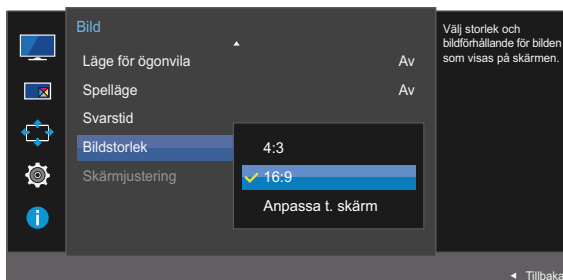 Bild
Läge för ögonvila Av
Spelläge Av
Svarstid
Bildstorlek
Skärmjustering
4:3
16:9
Anpassa t. skärm
Välj storlek och
bildförhållande för bilden
som visas på skärmen.
Tillbaka